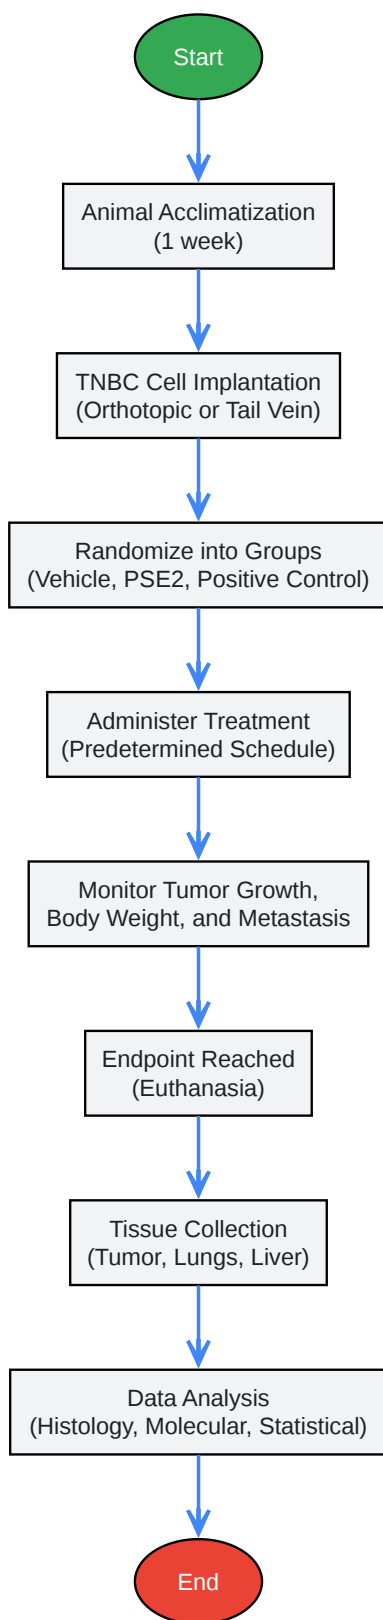 Start
Animal Acclimatization
(1 week)
TNBC Cell Implantation
(Orthotopic or Tail Vein)
Randomize into Groups
(Vehicle, PSE2, Positive Control)
Administer Treatment
(Predetermined Schedule)
Monitor Tumor Growth,
Body Weight, and Metastasis
Endpoint Reached
(Euthanasia)
Tissue Collection
(Tumor, Lungs, Liver)
Data Analysis
(Histology, Molecular, Statistical)
End